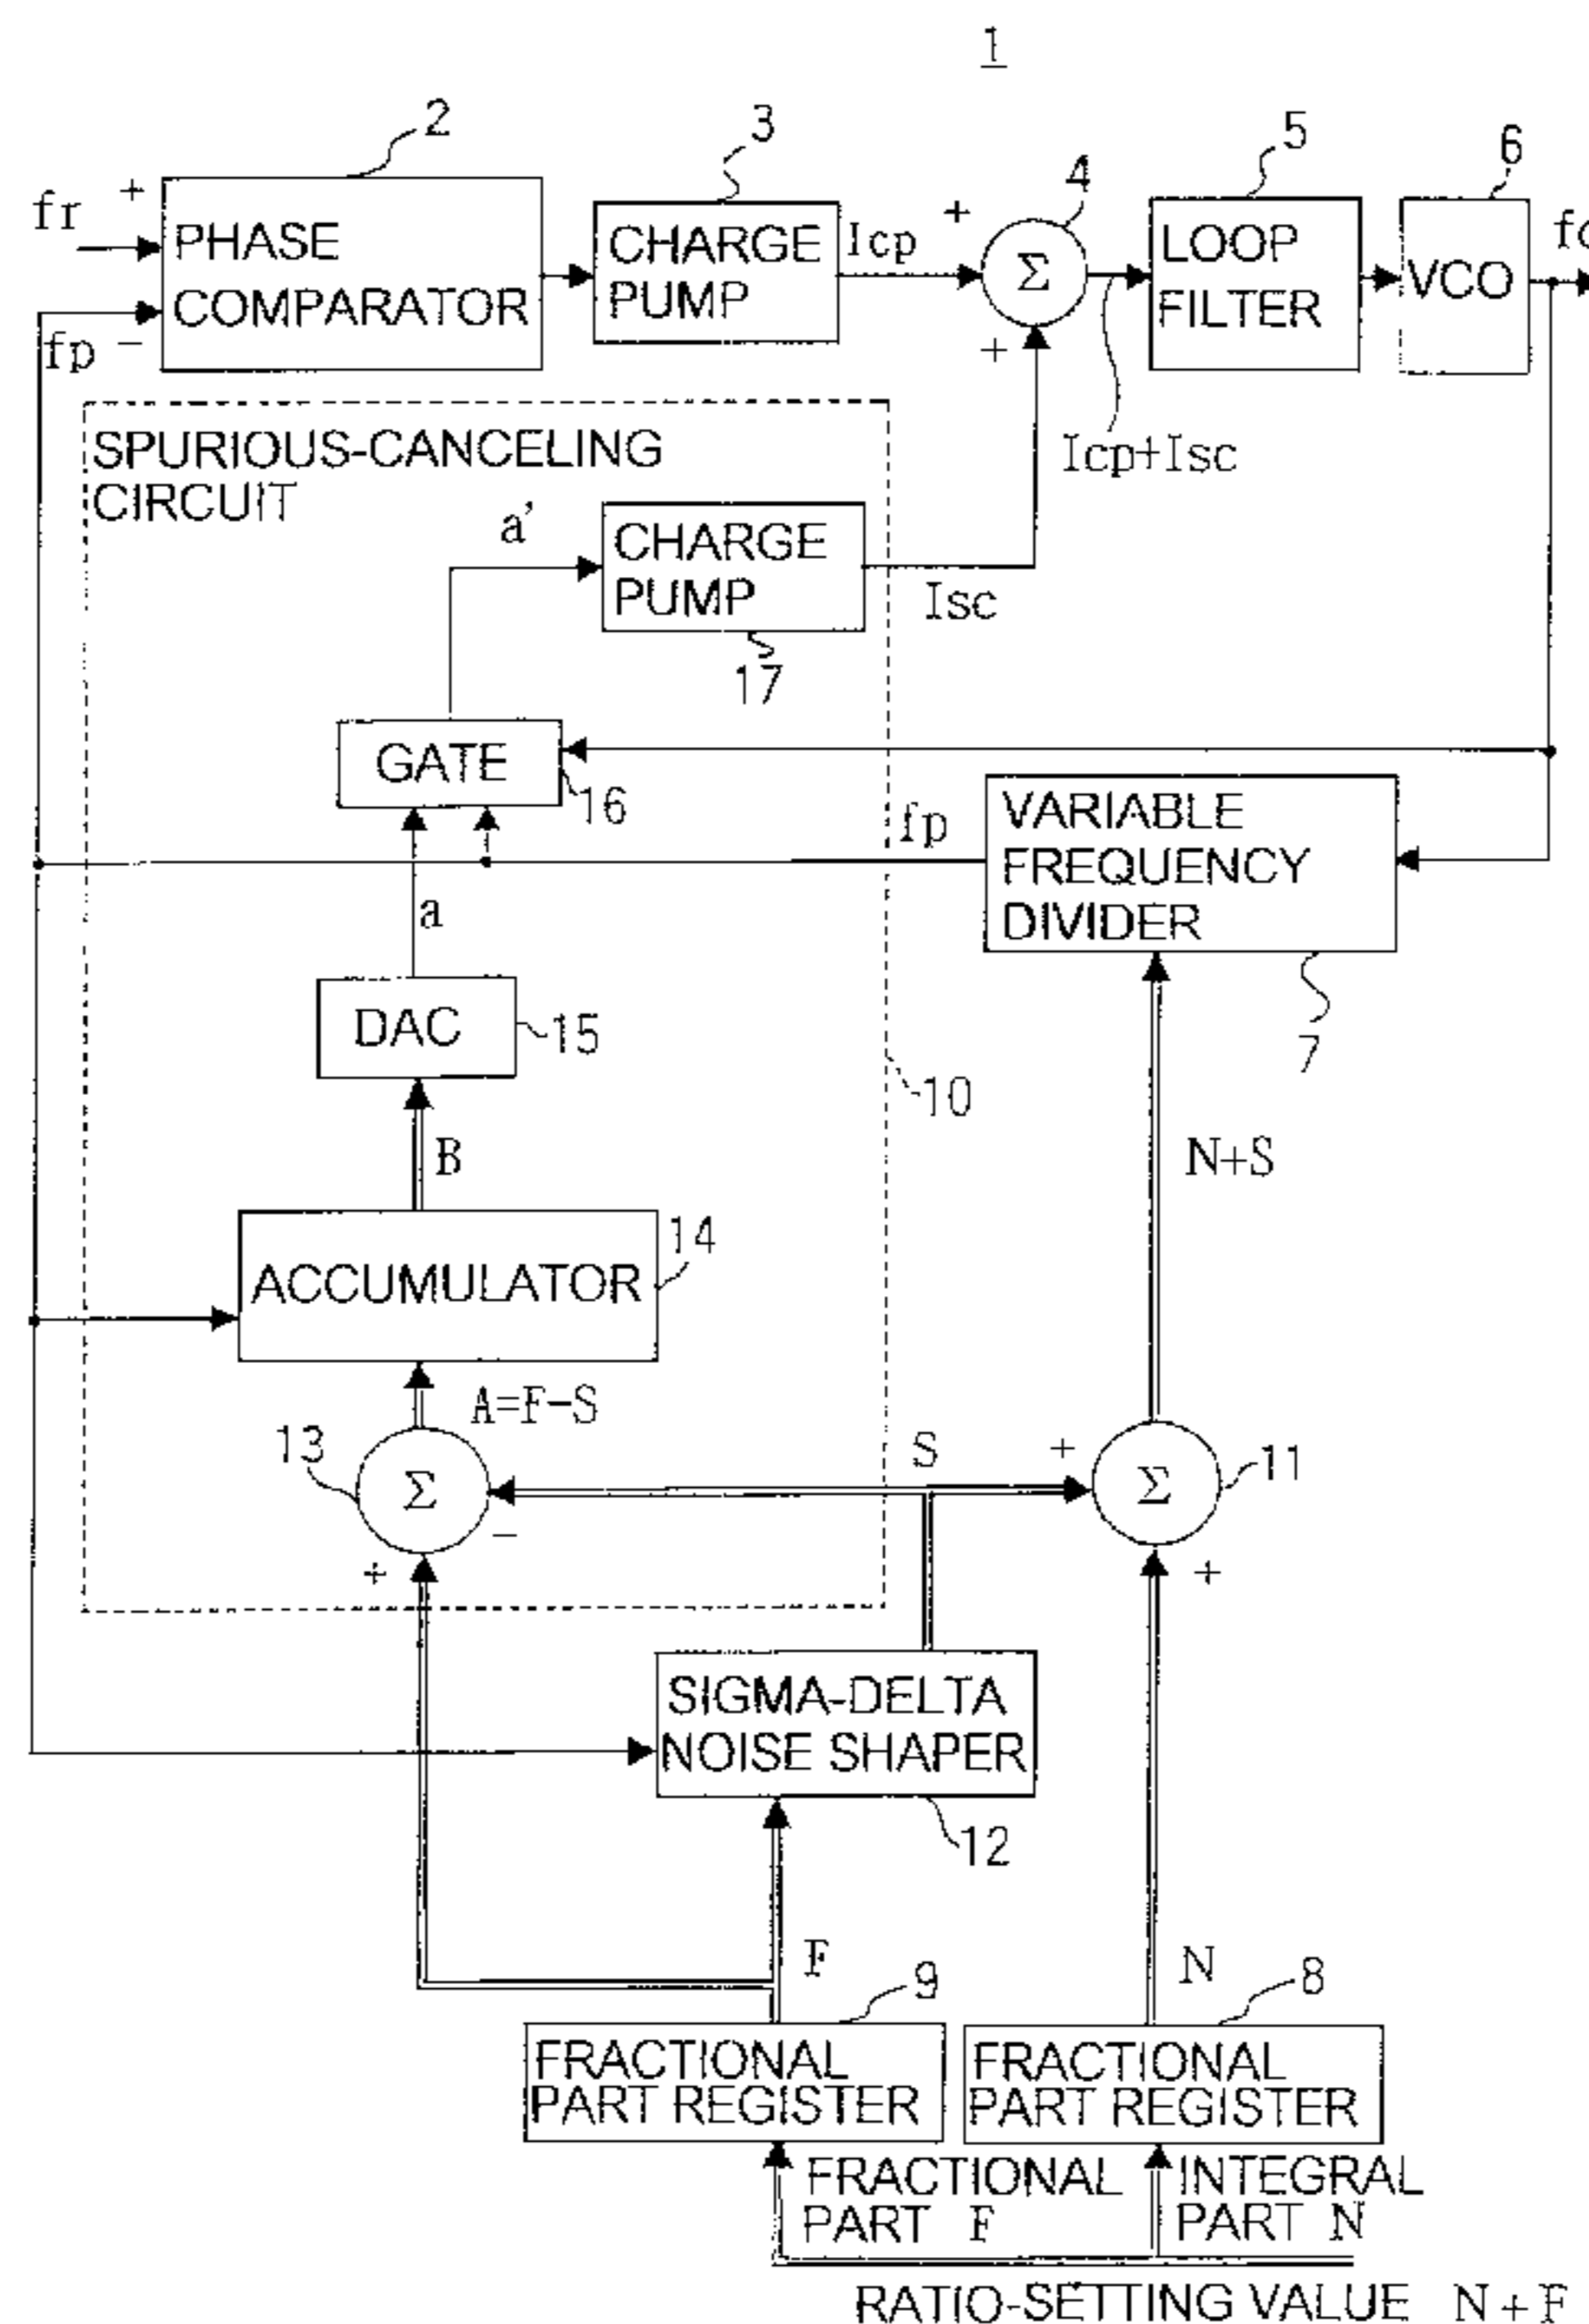 1
2
3
4
5
6
fr
+
PHASE
COMPARATOR
fp −
CHARGE
PUMP
Icp
+
Σ
+
LOOP
FILTER
VCO
Icp+Isc
SPURIOUS-CANCELING
CIRCUIT
a'
CHARGE
PUMP
Isc
17
GATE
16
fp
VARIABLE
FREQUENCY
DIVIDER
7
a
DAC
15
10
B
N+S
ACCUMULATOR
14
A=F−S
13
Σ
−
+
S
+
Σ
11
+
SIGMA-DELTA
NOISE SHAPER
12
F
N
9
8
FRACTIONAL
PART REGISTER
FRACTIONAL
PART REGISTER
FRACTIONAL
PART F
INTEGRAL
PART N
RATIO-SETTING VALUE N+F